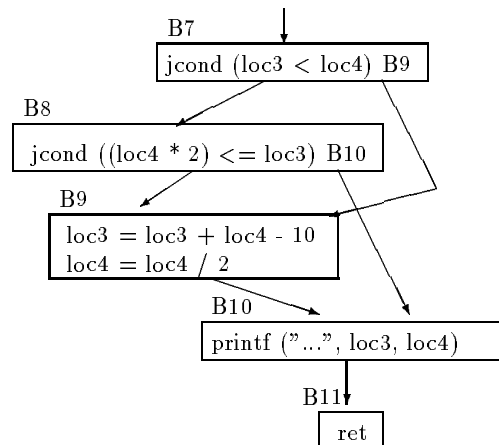 B7
jcond (loc3 < loc4) B9
B8
jcond ((loc4 * 2) <= loc3) B10
B9
loc3 = loc3 + loc4 - 10
loc4 = loc4 / 2
B10
printf ("...", loc3, loc4)
B11
ret